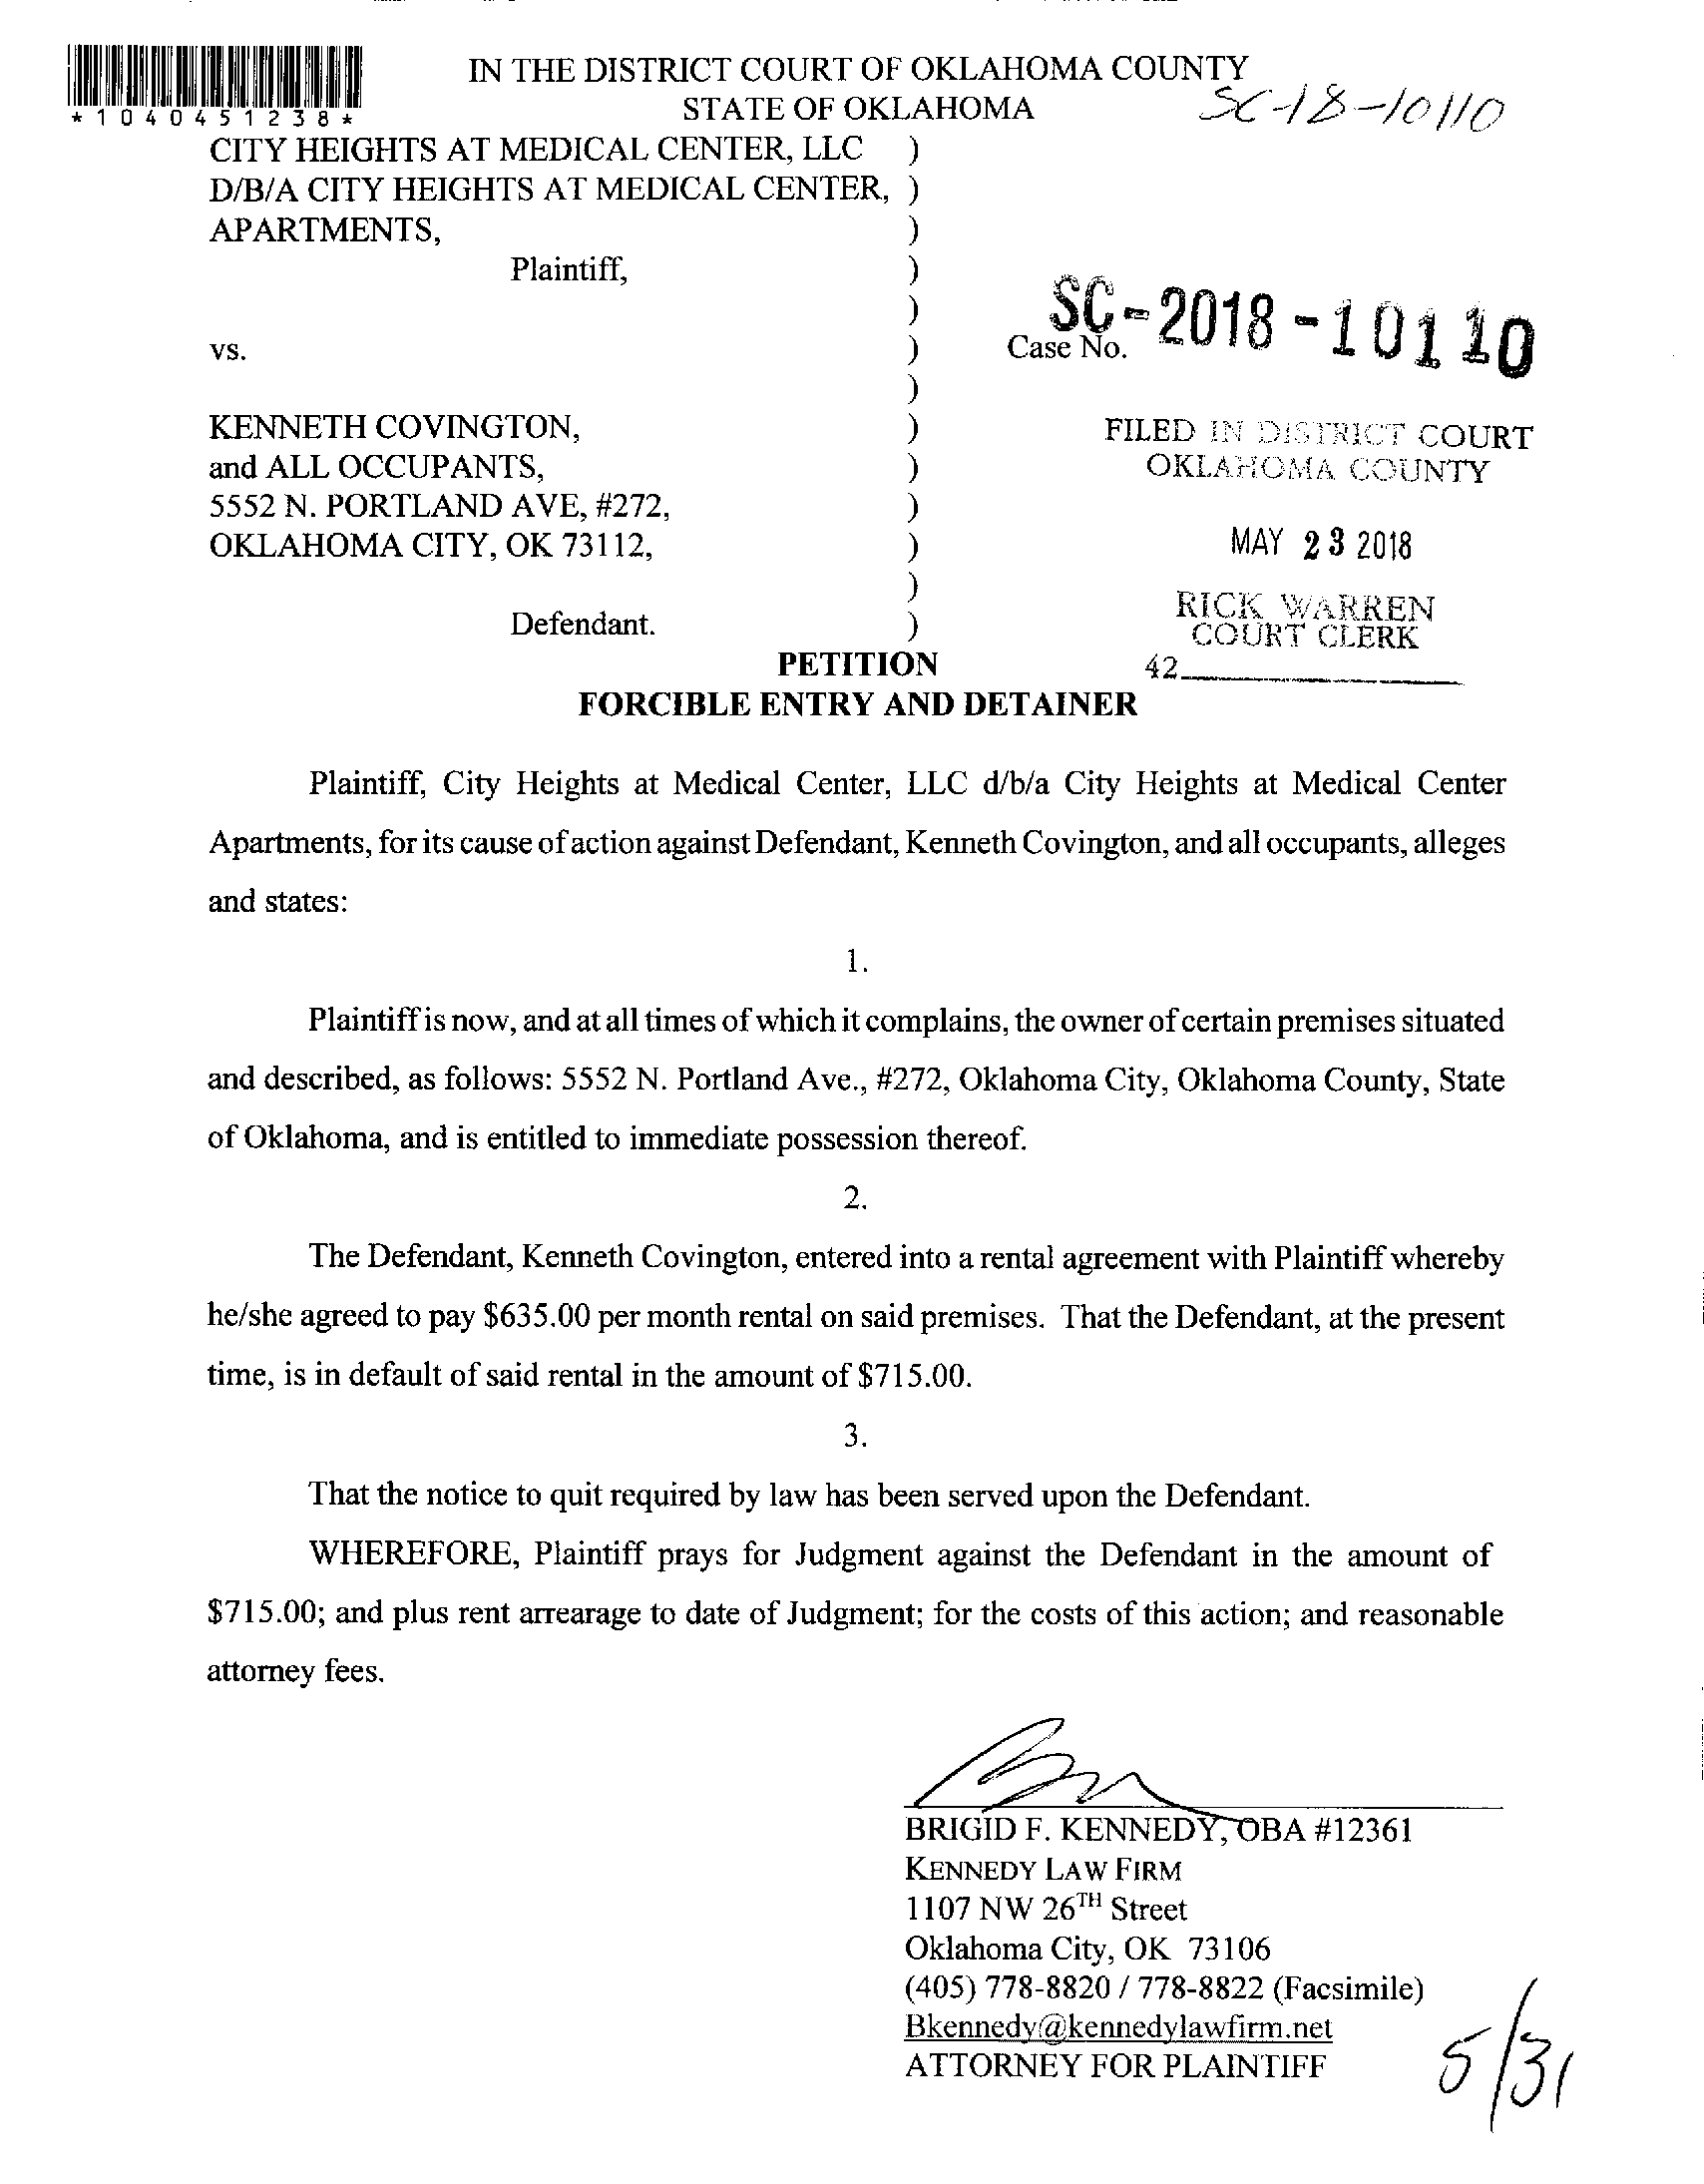 IN THE DISTRICT COURT OF OKLAHOMA COUNTY
STATE OF OKLAHOMA
SC-18-10110
*1040451238*
CITY HEIGHTS AT MEDICAL CENTER, LLC )
D/B/A CITY HEIGHTS AT MEDICAL CENTER, )
APARTMENTS, )
Plaintiff, )
)
vs. )
Case No. SC-2018-10110
)
KENNETH COVINGTON, )
and ALL OCCUPANTS, )
5552 N. PORTLAND AVE, #272, )
OKLAHOMA CITY, OK 73112, )
)
Defendant. )
FILED IN DISTRICT COURT
OKLAHOMA COUNTY
MAY 23 2018
RICK WARREN
COURT CLERK
42
PETITION
FORCIBLE ENTRY AND DETAINER
Plaintiff, City Heights at Medical Center, LLC d/b/a City Heights at Medical Center
Apartments, for its cause of action against Defendant, Kenneth Covington, and all occupants, alleges
and states:
1.
Plaintiff is now, and at all times of which it complains, the owner of certain premises situated
and described, as follows: 5552 N. Portland Ave., #272, Oklahoma City, Oklahoma County, State
of Oklahoma, and is entitled to immediate possession thereof.
2.
The Defendant, Kenneth Covington, entered into a rental agreement with Plaintiff whereby
he/she agreed to pay $635.00 per month rental on said premises. That the Defendant, at the present
time, is in default of said rental in the amount of $715.00.
3.
That the notice to quit required by law has been served upon the Defendant.
WHEREFORE, Plaintiff prays for Judgment against the Defendant in the amount of
$715.00; and plus rent arrearage to date of Judgment; for the costs of this action; and reasonable
attorney fees.
BRIGID F. KENNEDY, OBA #12361
KENNEDY LAW FIRM
1107 NW 26TH Street
Oklahoma City, OK 73106
(405) 778-8820 / 778-8822 (Facsimile)
Bkennedy@kennedylawfirm.net
ATTORNEY FOR PLAINTIFF
5/31